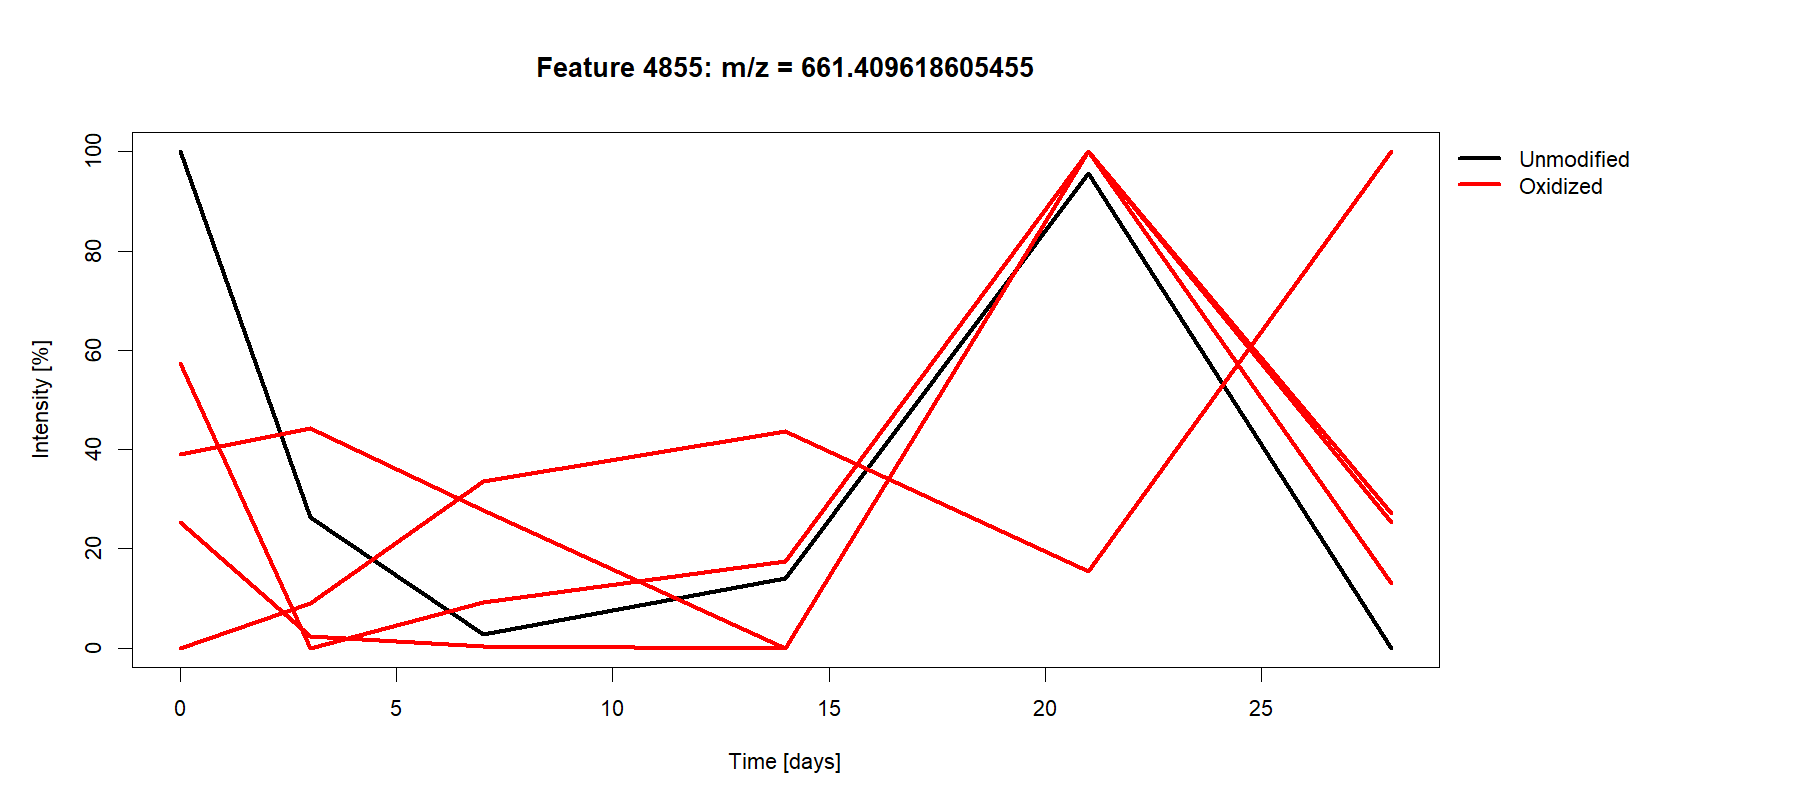 Feature 4855: m/z = 661.409618605455
Unmodified
Oxidized
Intensity [%]
100
80
60
40
20
0
0 5 10 15 20 25
Time [days]